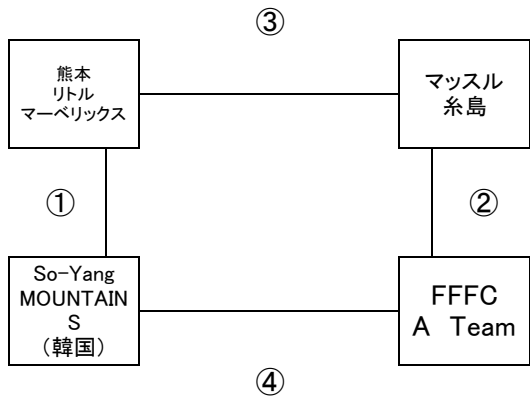 ③
熊本
リトル
マーベリックス
マッスル
糸島
①
②
So-Yang
MOUNTAIN
S
（韓国）
FFFC
A　Team
④